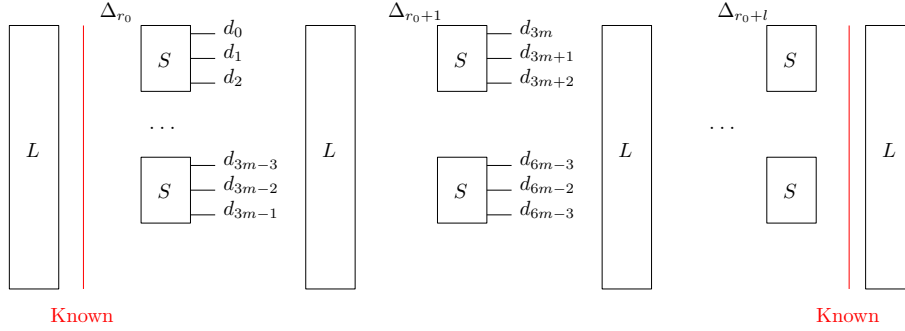 Δ_{r_0} Δ_{r_0+1} Δ_{r_0+l}
d_0 d_{3m}
S d_1 S d_{3m+1} S
d_2 d_{3m+2}
... ...
L L L L
d_{3m-3} d_{6m-3}
S d_{3m-2} S d_{6m-2} S
d_{3m-1} d_{6m-3}
Known Known